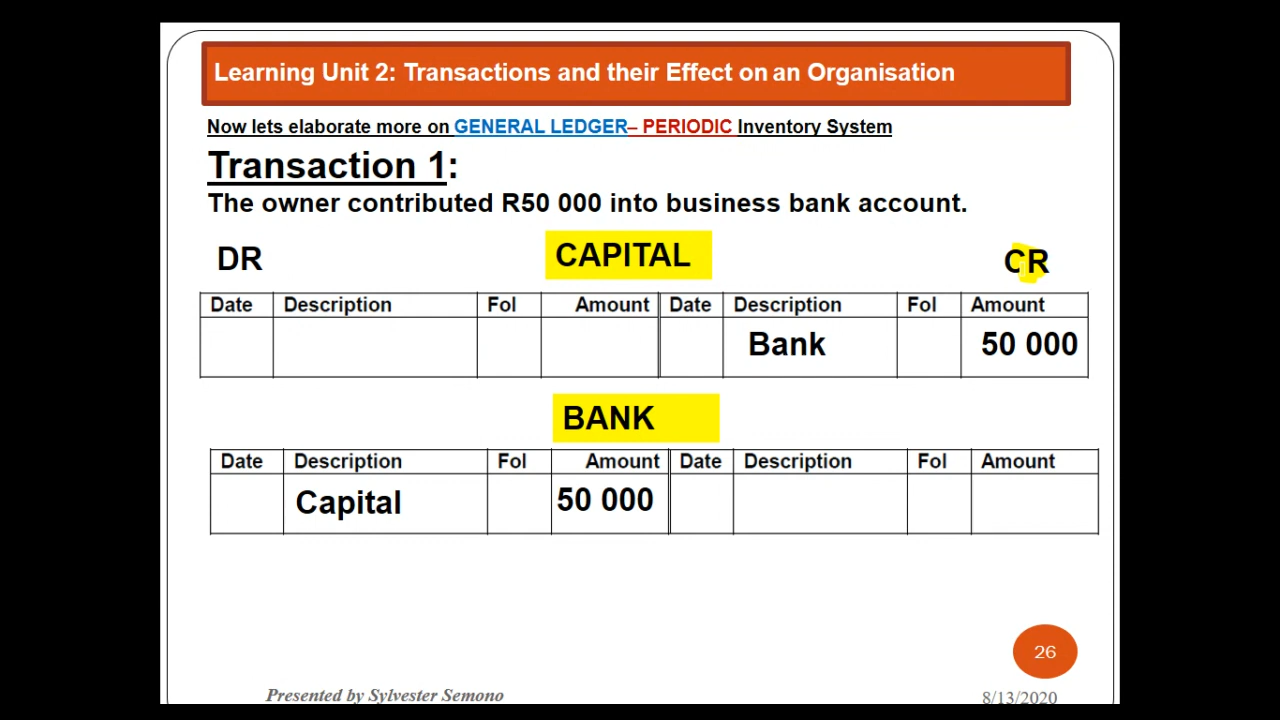 Learning Unit 2: Transactions and their Effect on an Organisation
Now lets elaborate more on GENERAL LEDGER– PERIODIC Inventory System
Transaction 1:
The owner contributed R50 000 into business bank account.
DR CAPITAL CR
Date Description Fol Amount Date Description Fol Amount
Bank 50 000
BANK
Date Description Fol Amount Date Description Fol Amount
Capital 50 000
26
Presented by Sylvester Semono 8/13/2020